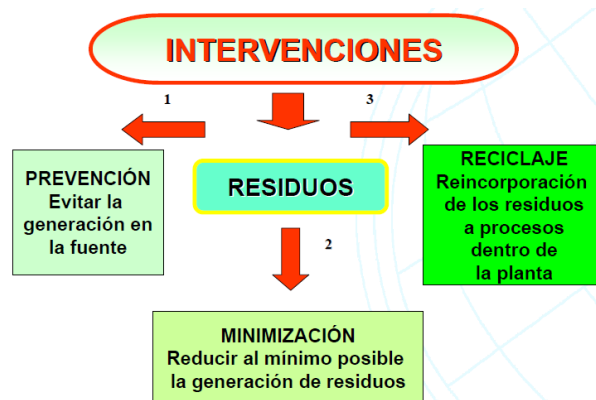 INTERVENCIONES
1
3
PREVENCIÓN
Evitar la
generación en
la fuente
RESIDUOS
RECICLAJE
Reincorporación
de los residuos
a procesos
dentro de
la planta
2
MINIMIZACIÓN
Reducir al mínimo posible
la generación de residuos